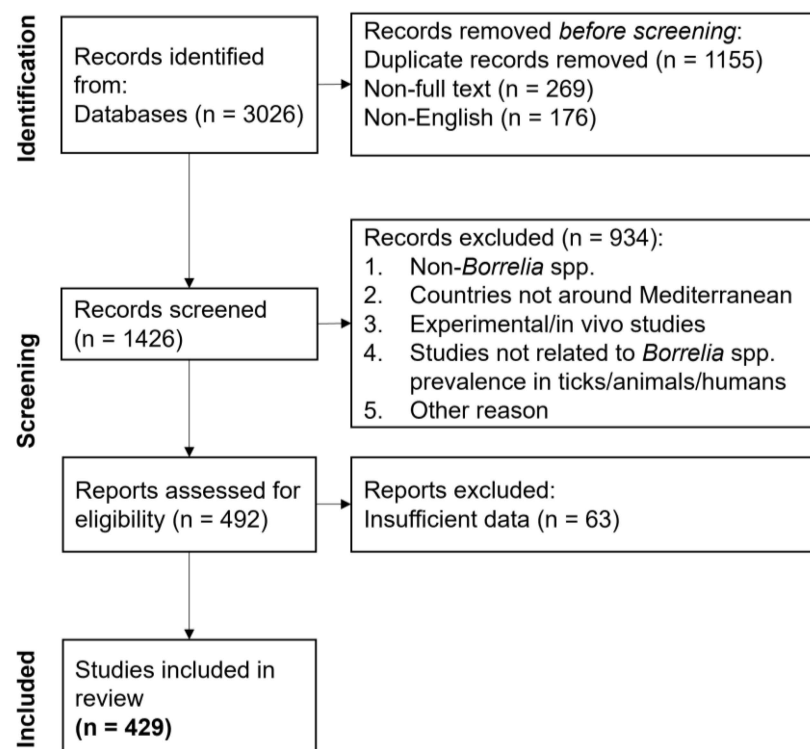 Identification
Records identified
from:
Databases (n = 3026)
Records removed before screening:
Duplicate records removed (n = 1155)
Non-full text (n = 269)
Non-English (n = 176)
Screening
Records screened
(n = 1426)
Records excluded (n = 934):
1. Non-Borrelia spp.
2. Countries not around Mediterranean
3. Experimental/in vivo studies
4. Studies not related to Borrelia spp.
prevalence in ticks/animals/humans
5. Other reason
Reports assessed for
eligibility (n = 492)
Reports excluded:
Insufficient data (n = 63)
Included
Studies included in
review
(n = 429)